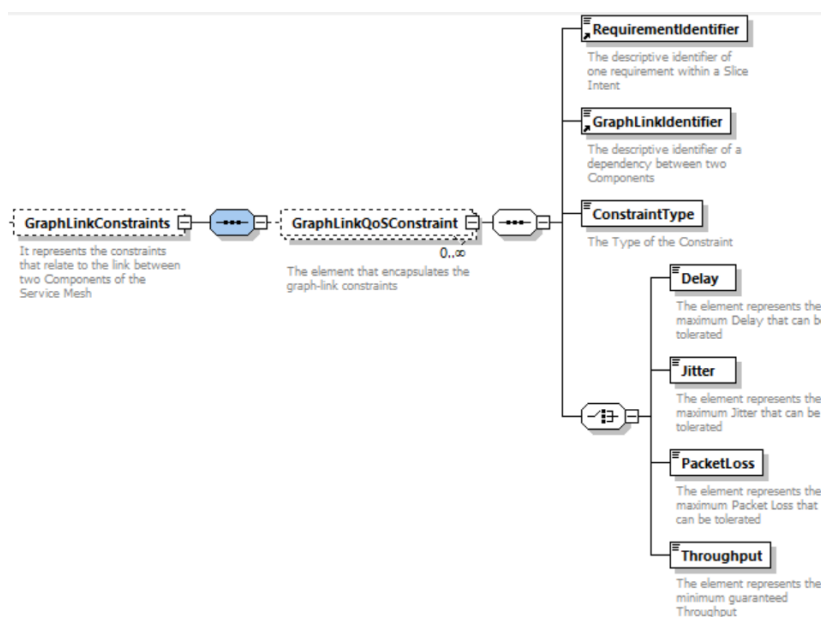 RequirementIdentifier
The descriptive identifier of
one requirement within a Slice
Intent
GraphLinkIdentifier
The descriptive identifier of a
dependency between two
Components
GraphLinkConstraints
It represents the constraints
that relate to the link between
two Components of the
Service Mesh
GraphLinkQoSConstraint
0..∞
The element that encapsulates the
graph-link constraints
ConstraintType
The Type of the Constraint
Delay
The element represents the
maximum Delay that can b
tolerated
Jitter
The element represents the
maximum Jitter that can be
tolerated
PacketLoss
The element represents the
maximum Packet Loss that
can be tolerated
Throughput
The element represents the
minimum guaranteed
Throughput